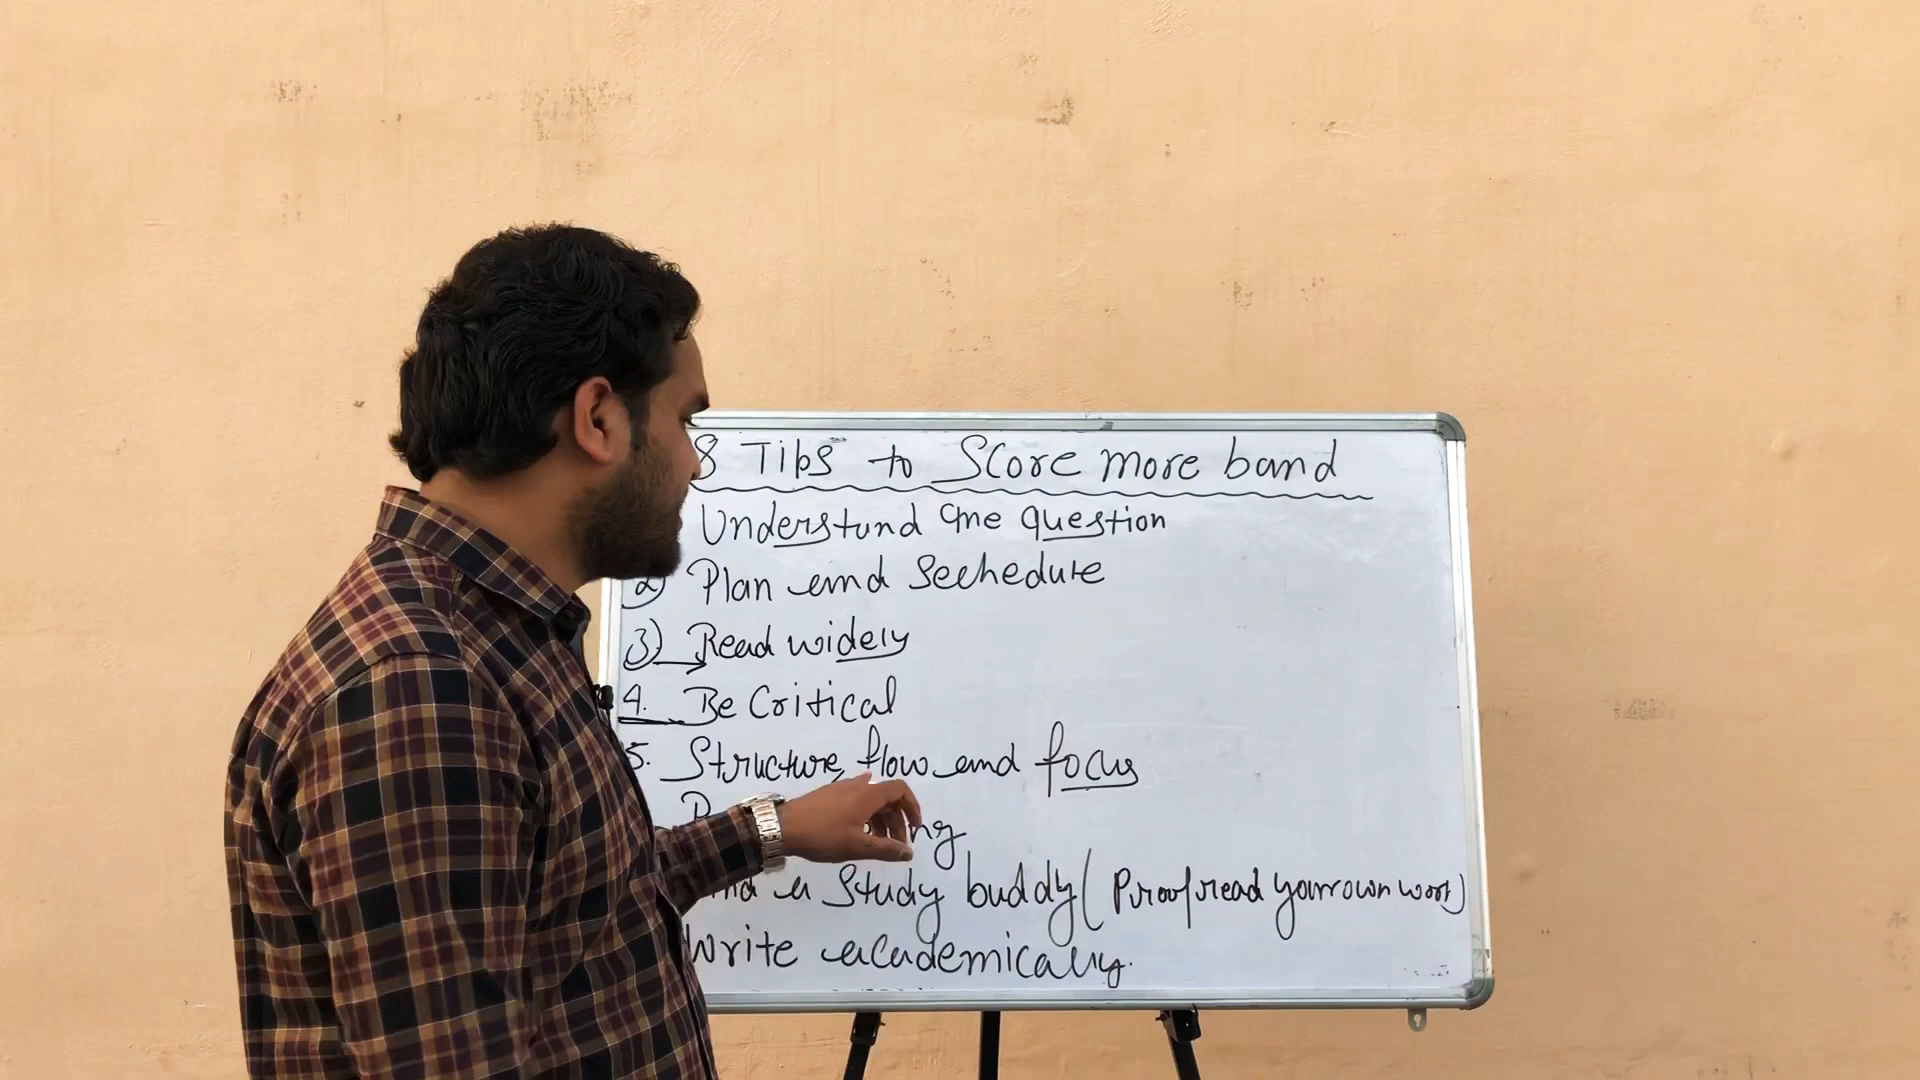 8 Tips to Score more band
Understand the question
2) Plan and Sechedule
3) Read widely
4. Be Critical
5. Structure, flow and focus
a Study buddy (Proofread your own work)
Write academically.